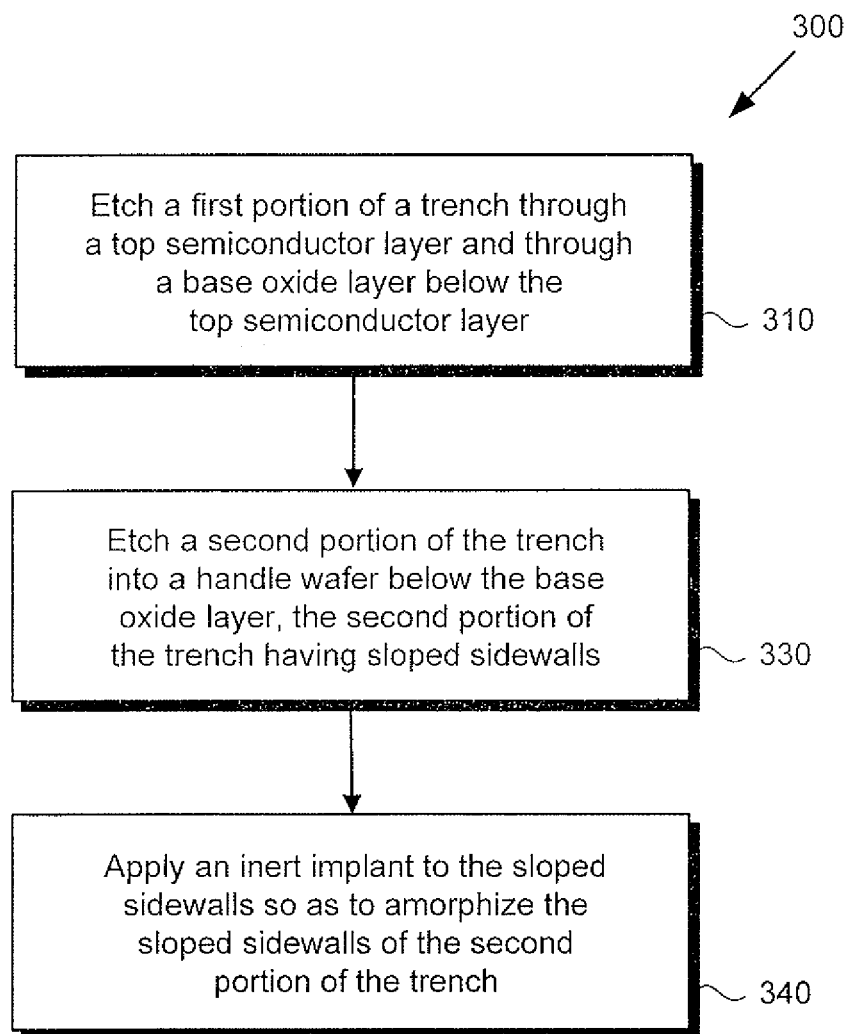 300
Etch a first portion of a trench through
a top semiconductor layer and through
a base oxide layer below the
top semiconductor layer
310
Etch a second portion of the trench
into a handle wafer below the base
oxide layer, the second portion of
the trench having sloped sidewalls
330
Apply an inert implant to the sloped
sidewalls so as to amorphize the
sloped sidewalls of the second
portion of the trench
340